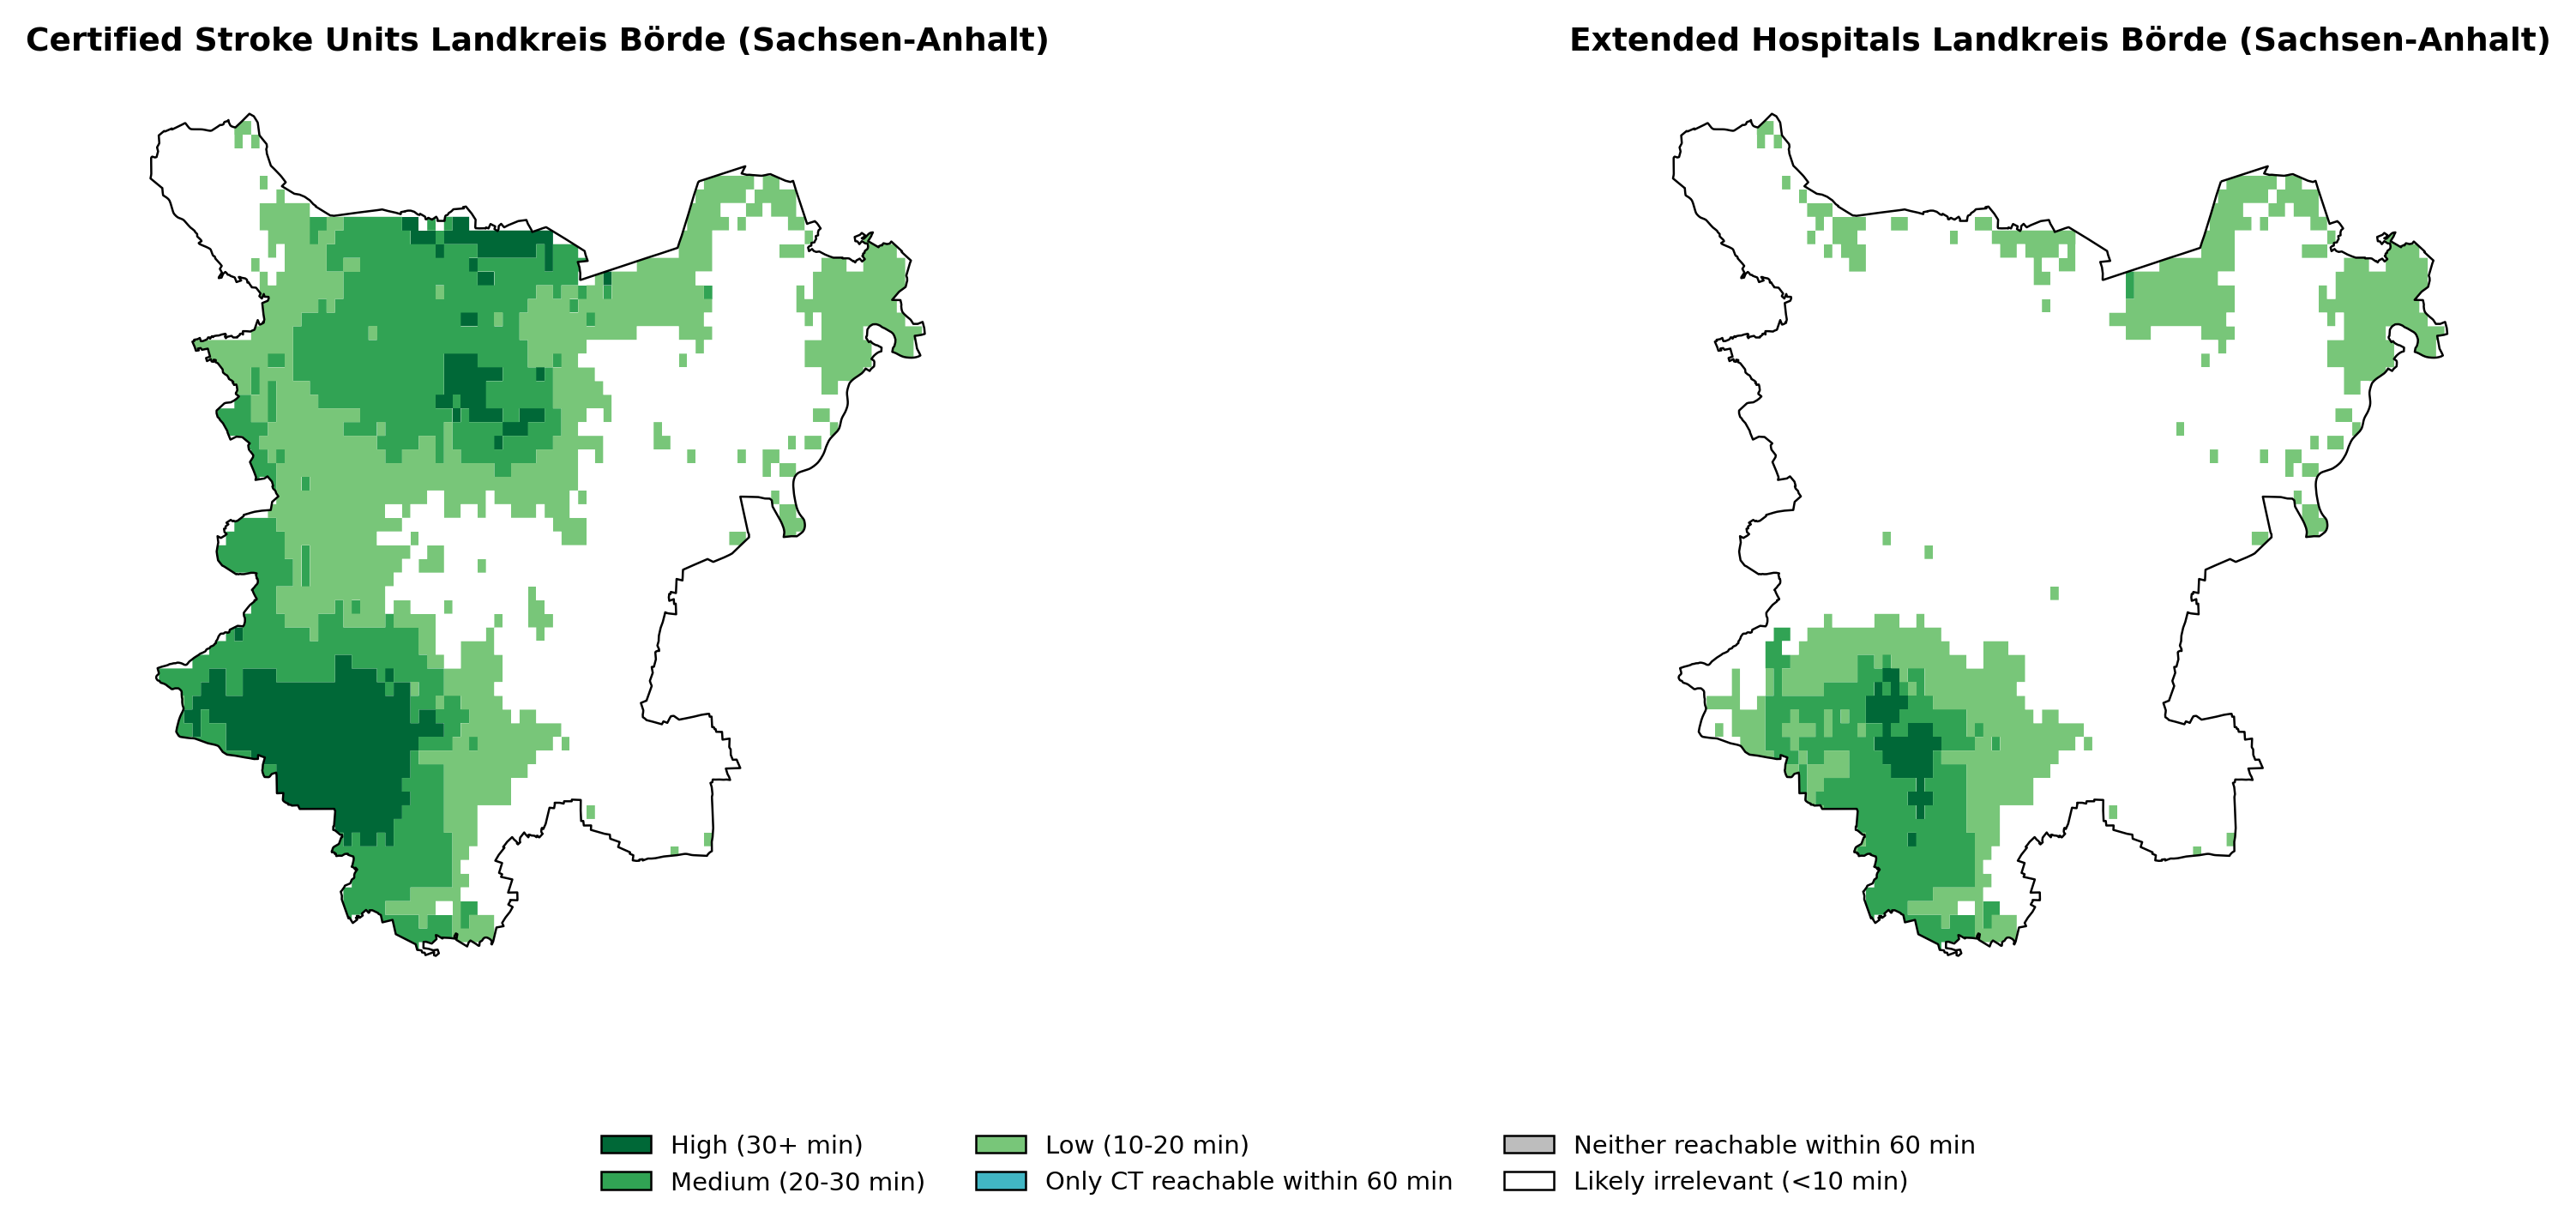 Certified Stroke Units Landkreis Börde (Sachsen-Anhalt)
Extended Hospitals Landkreis Börde (Sachsen-Anhalt)
High (30+ min)
Medium (20-30 min)
Low (10-20 min)
Only CT reachable within 60 min
Neither reachable within 60 min
Likely irrelevant (<10 min)